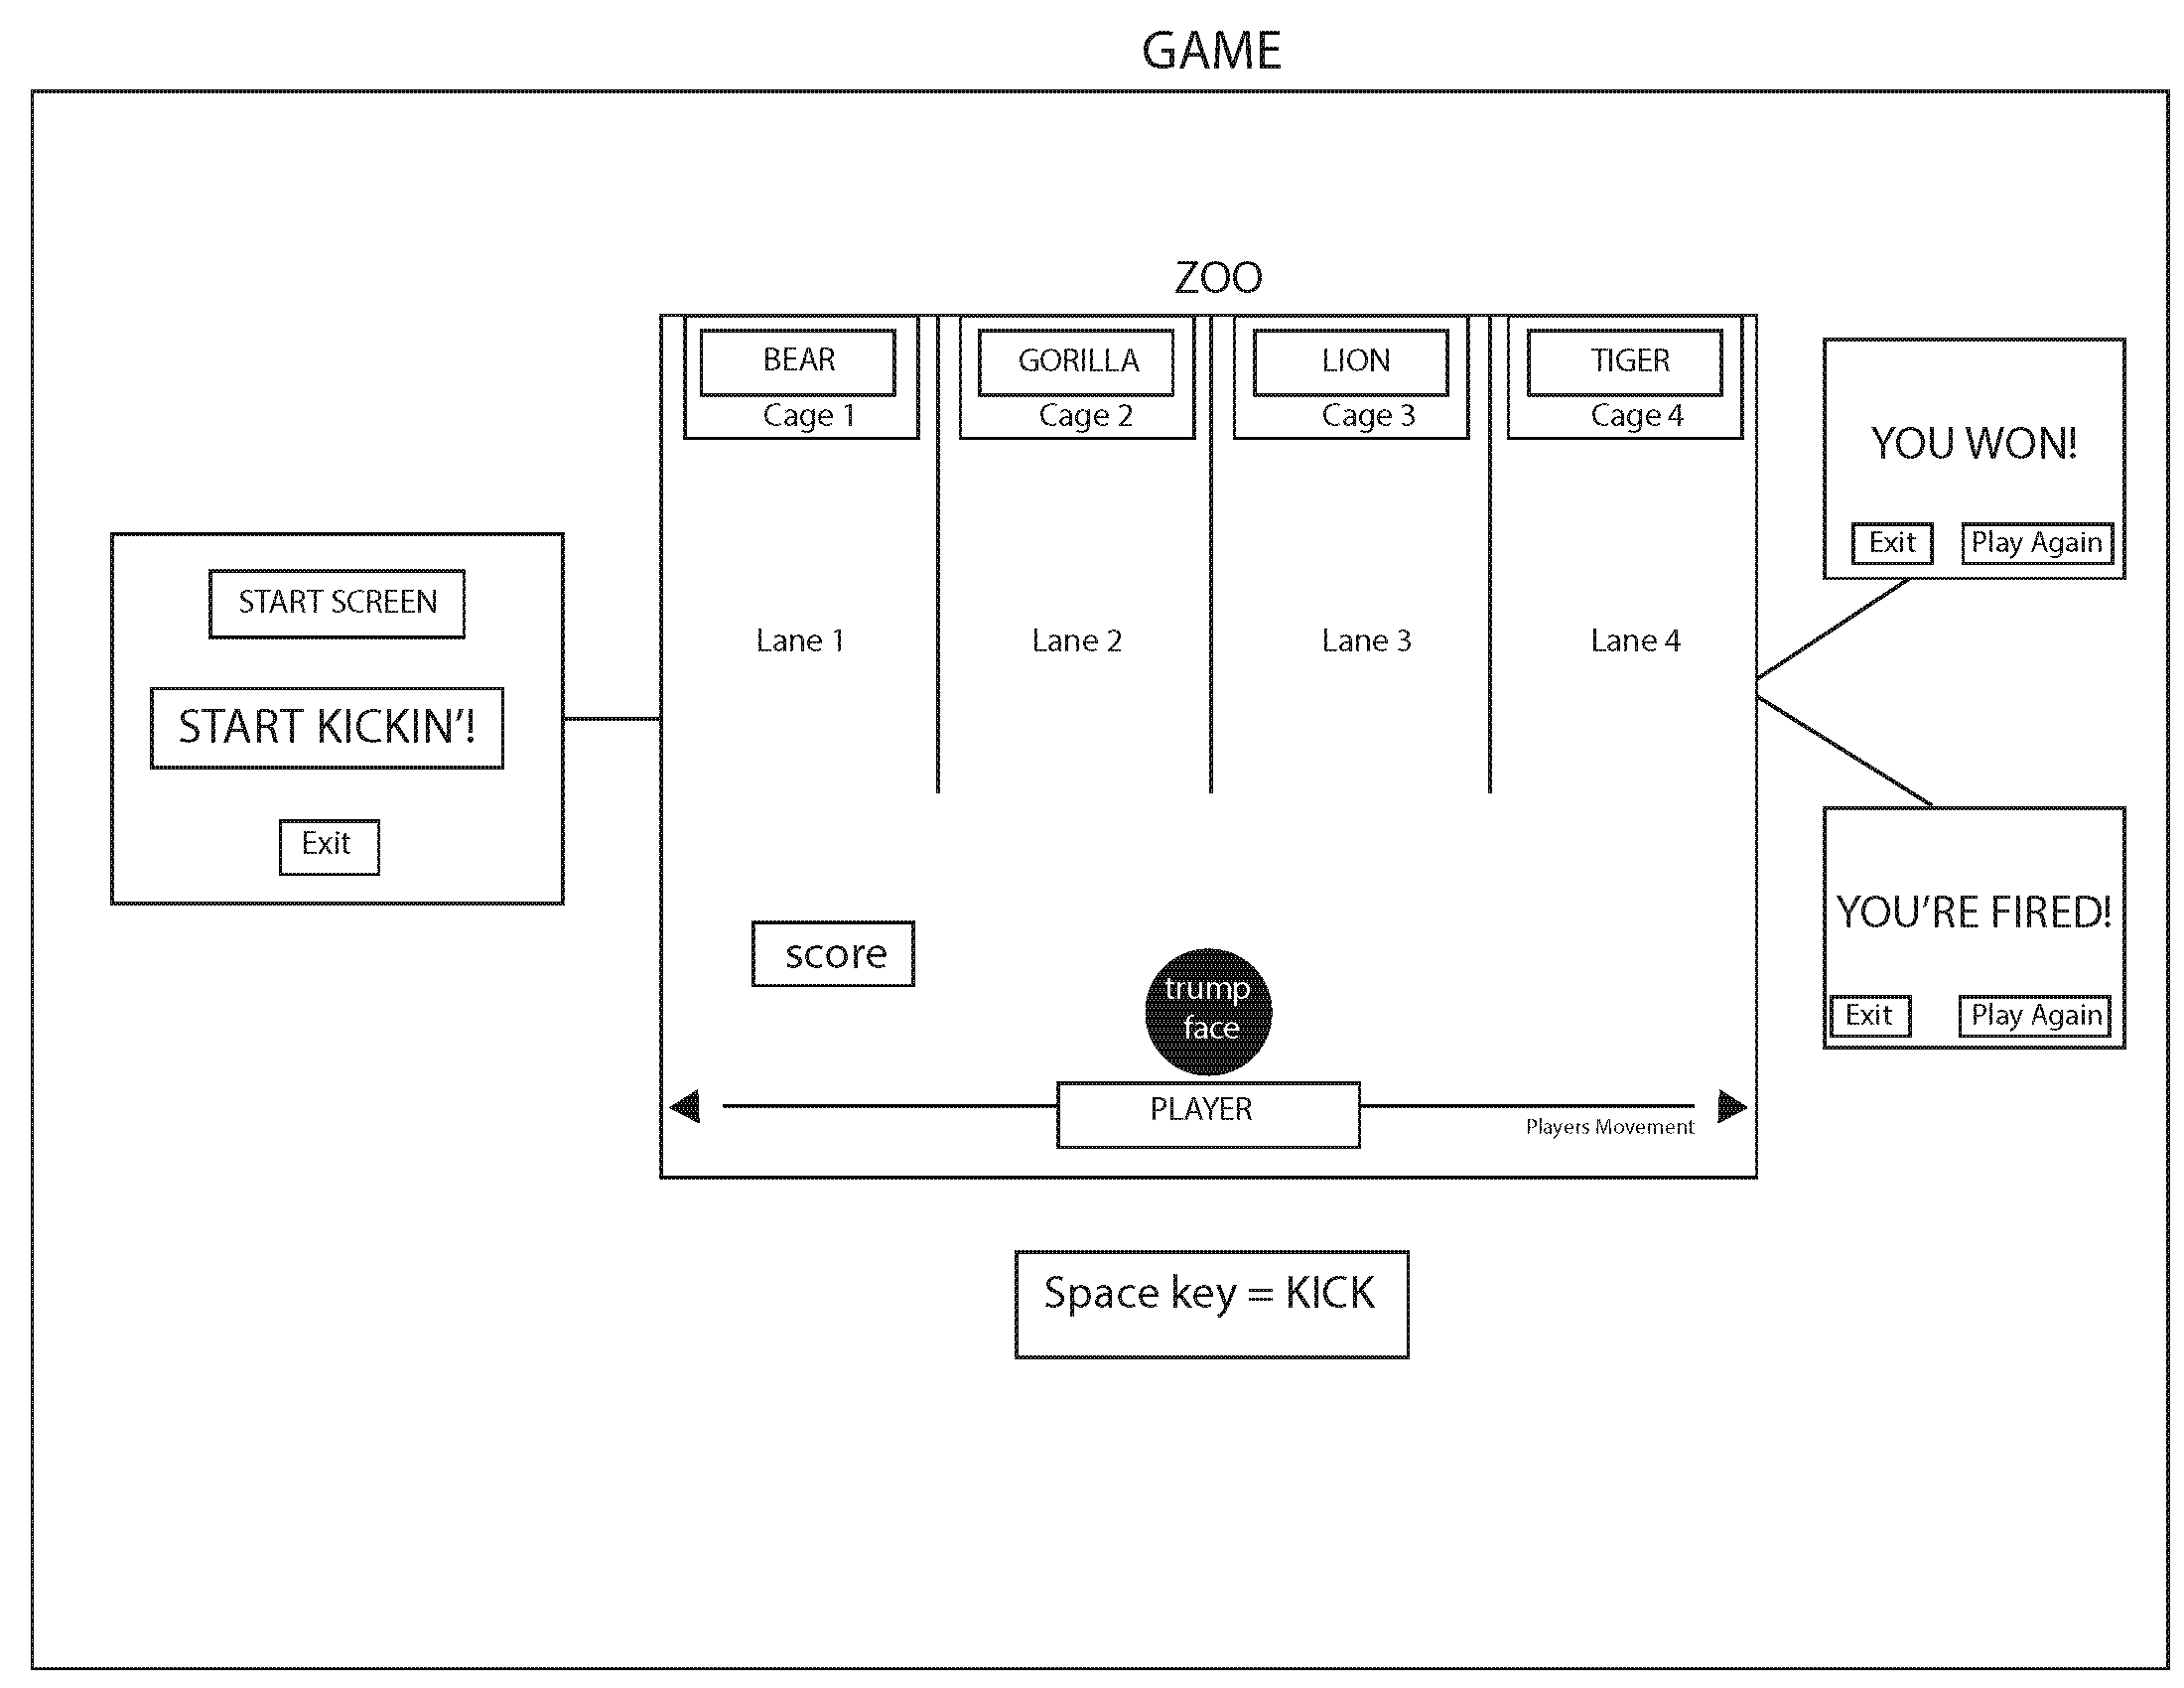 GAME
ZOO
BEAR
Cage 1
GORILLA
Cage 2
LION
Cage 3
TIGER
Cage 4
YOU WON!
Exit
Play Again
START SCREEN
START KICKIN’!
Exit
Lane 1
Lane 2
Lane 3
Lane 4
YOU’RE FIRED!
Exit
Play Again
score
trump
face
PLAYER
Players Movement
Space key = KICK